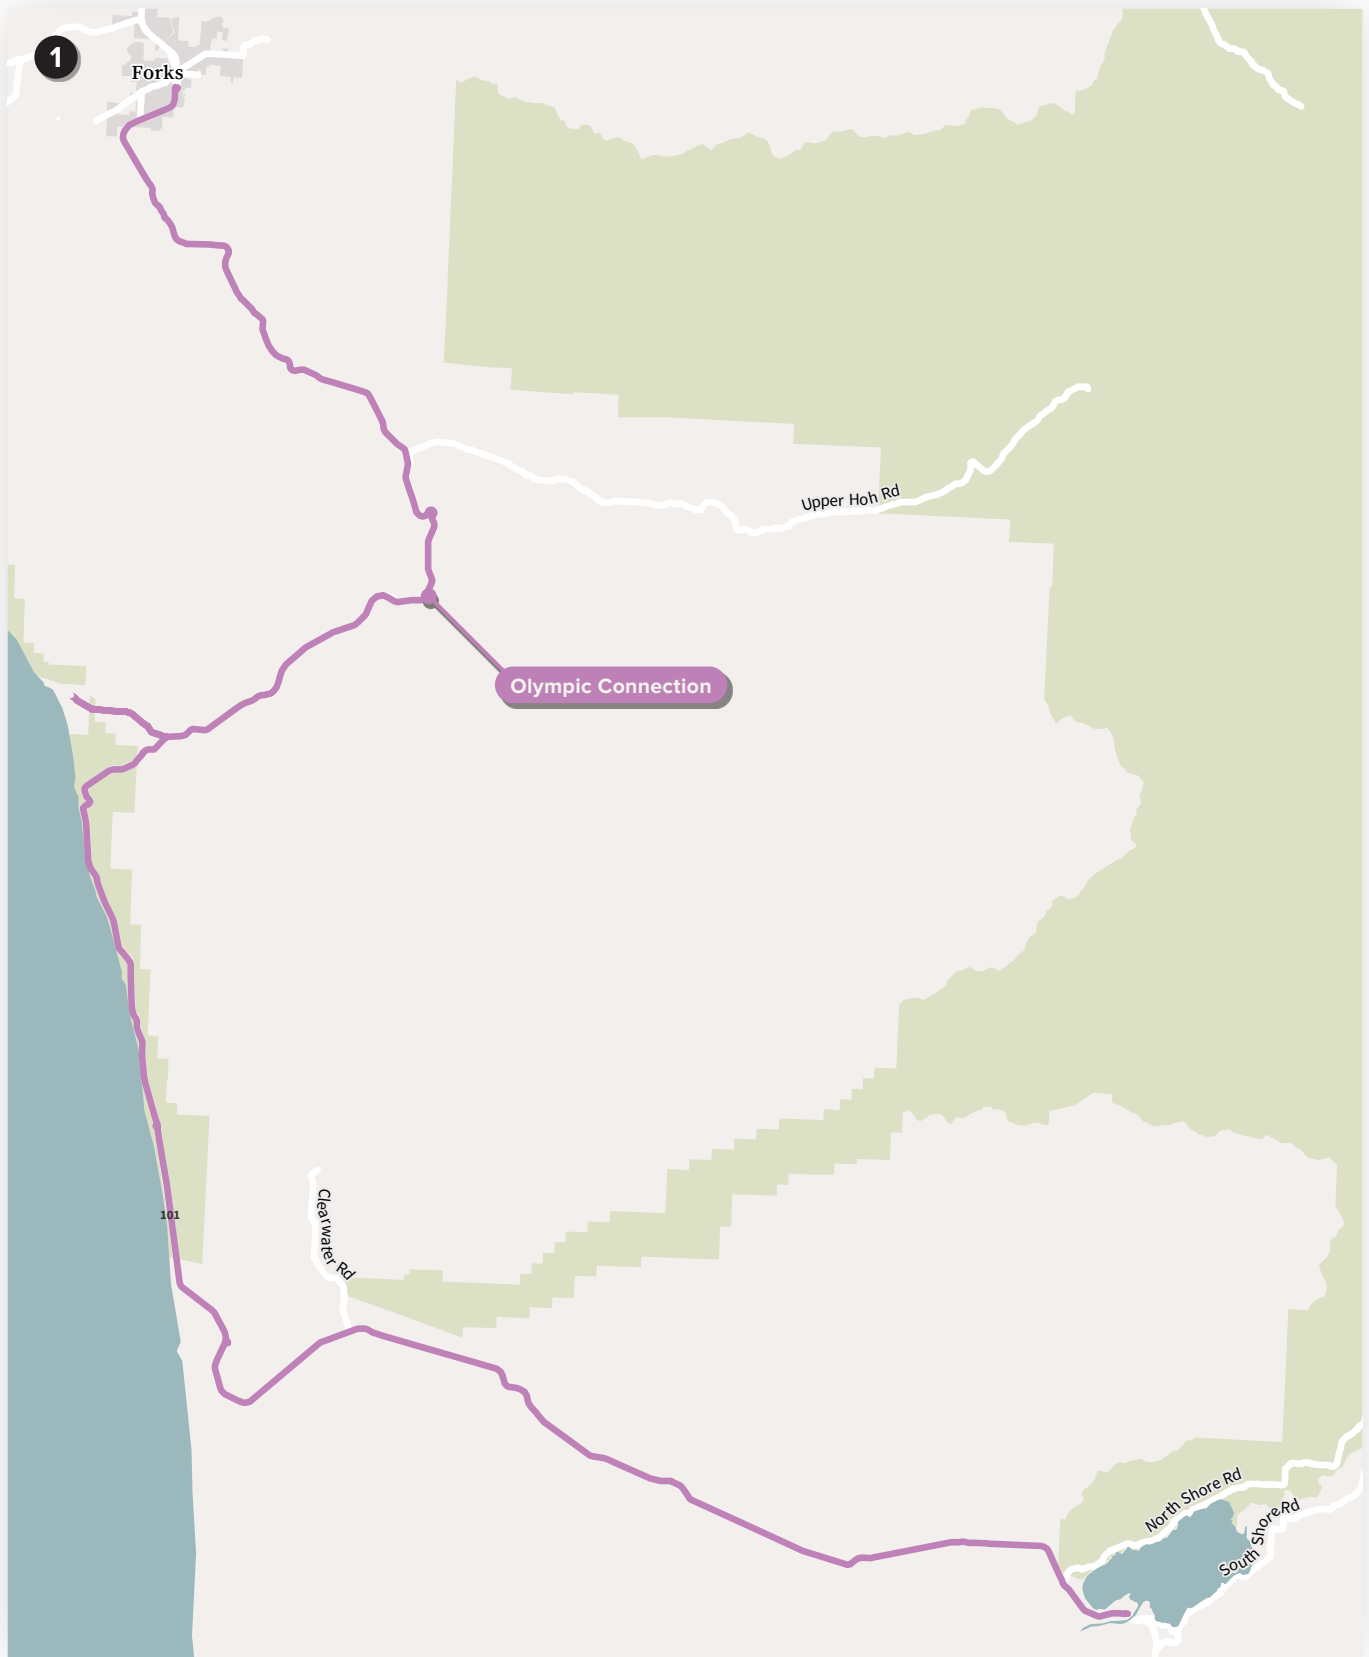 1
Forks
Upper Hoh Rd
Olympic Connection
Clearwater Rd
101
North Shore Rd
South Shore Rd